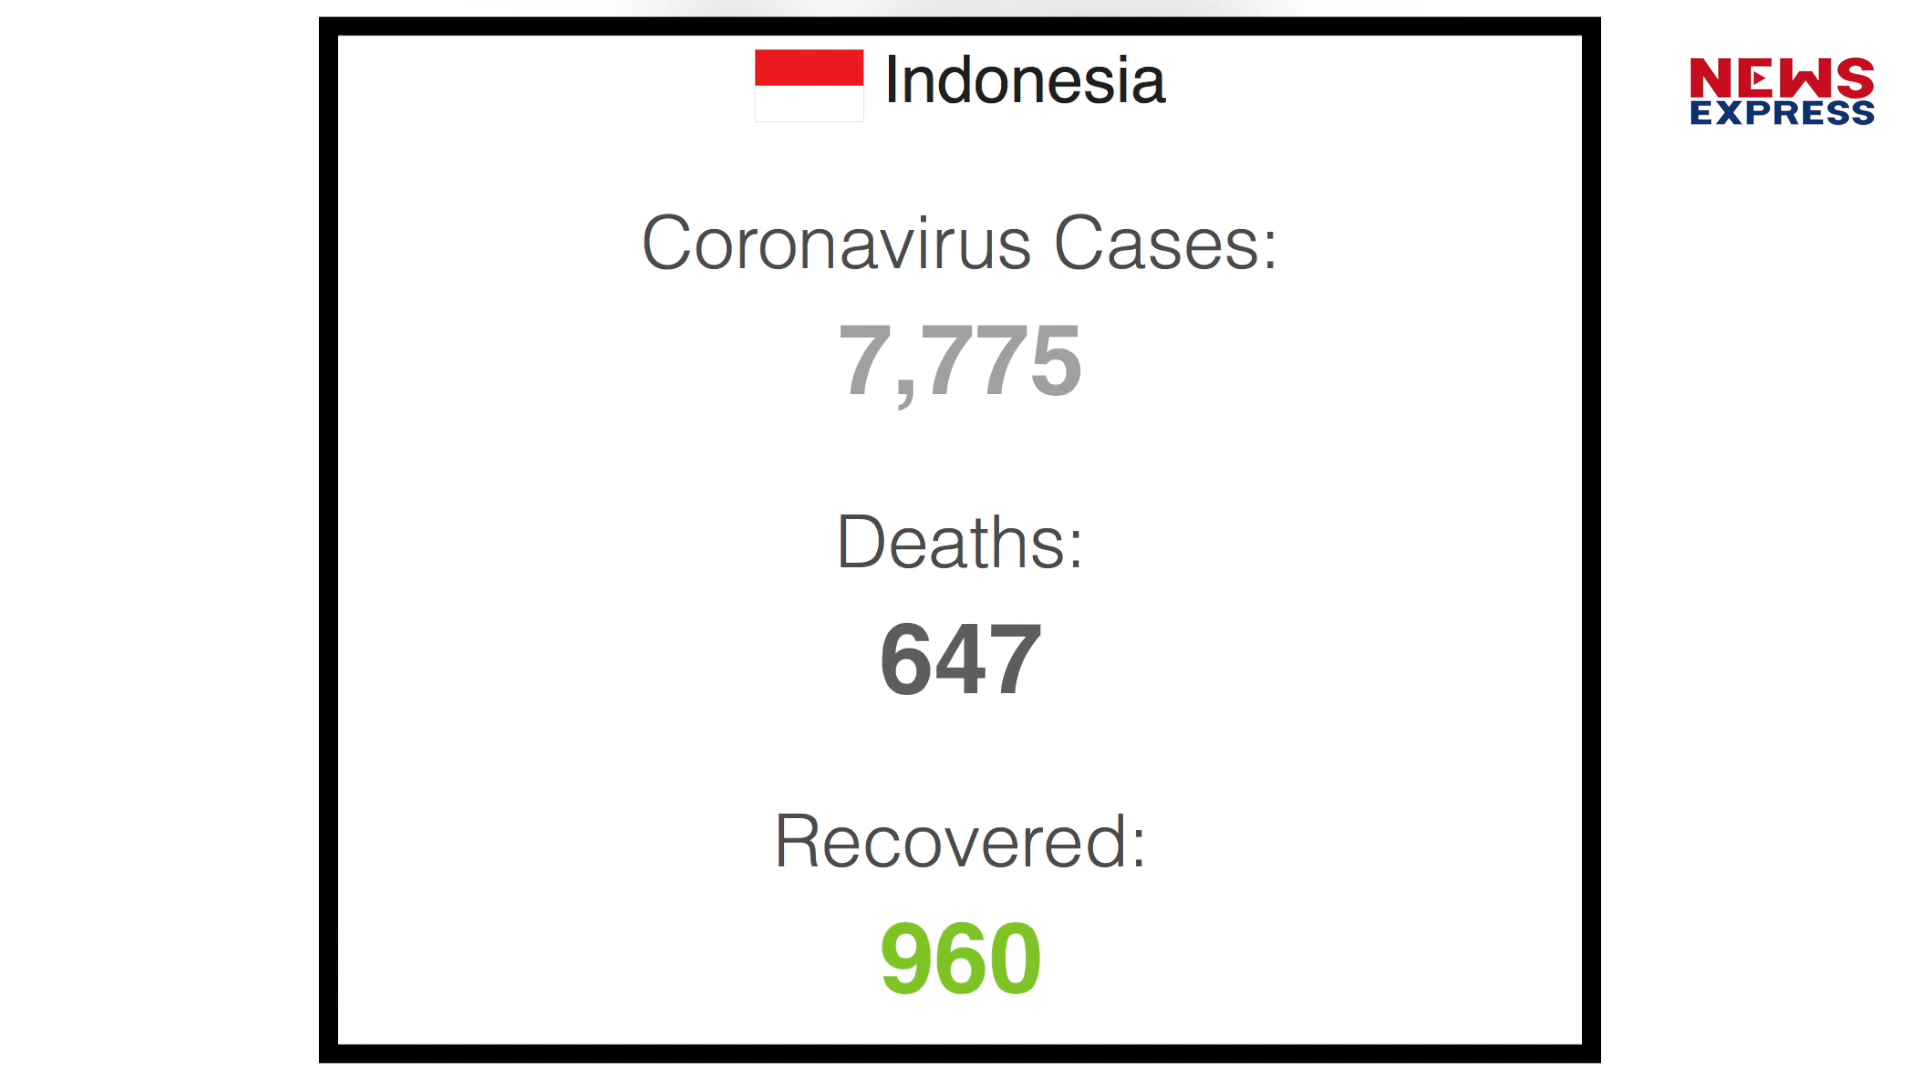 Indonesia
NEWS
EXPRESS
Coronavirus Cases:
7,775
Deaths:
647
Recovered:
960